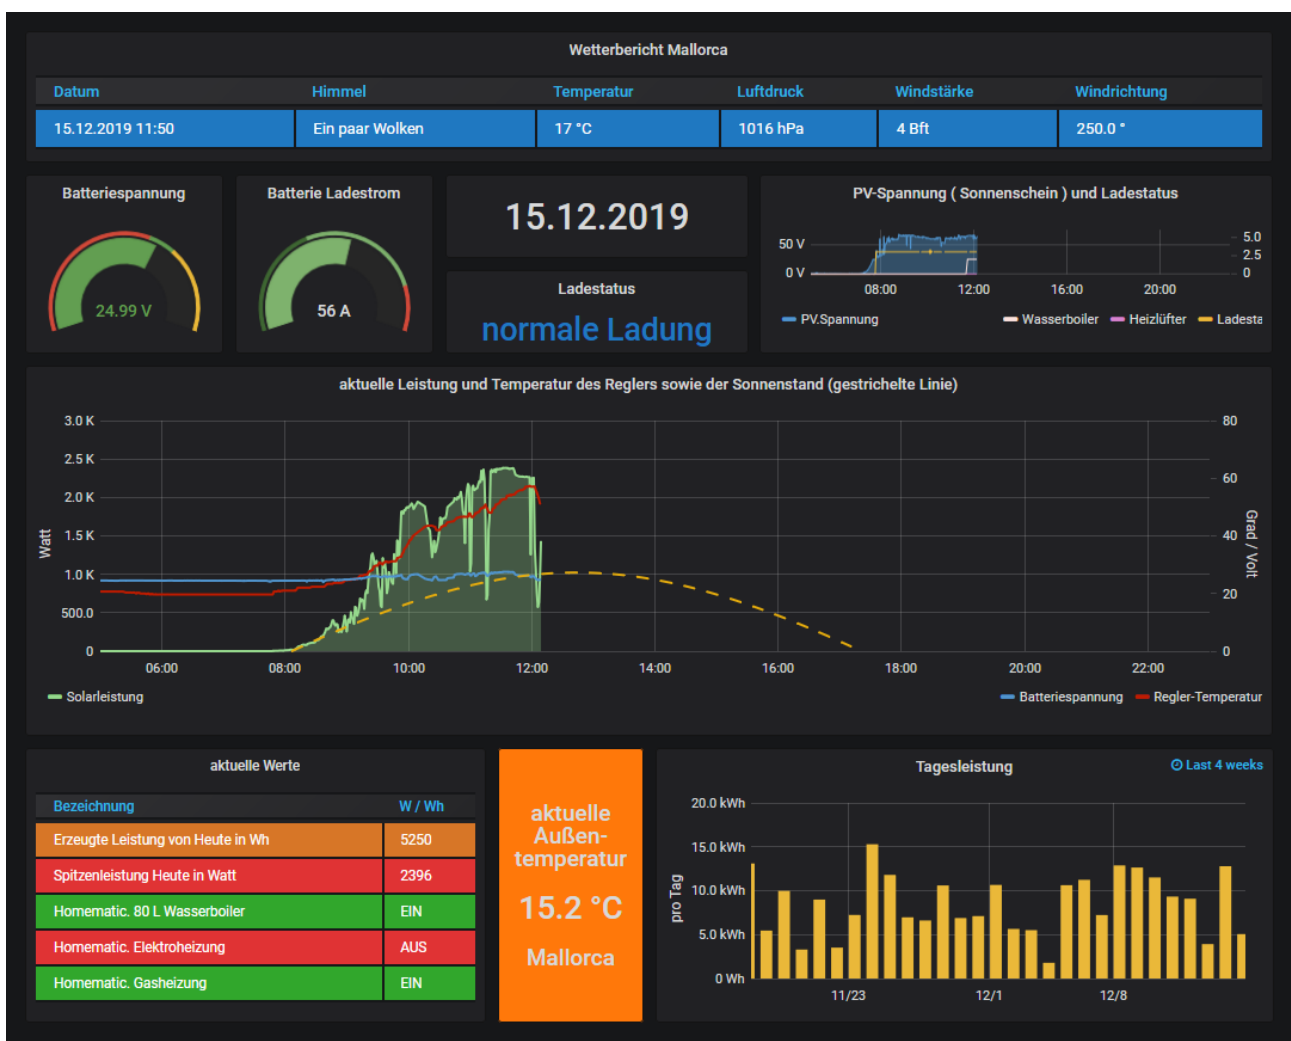 Wetterbericht Mallorca
Datum Himmel Temperatur Luftdruck Windstärke Windrichtung
15.12.2019 11:50 Ein paar Wolken 17 °C 1016 hPa 4 Bft 250.0 °
Batteriespannung
24.99 V
Batterie Ladestrom
56 A
15.12.2019
Ladestatus
normale Ladung
PV-Spannung ( Sonnenschein ) und Ladestatus
50 V
0 V
5.0
2.5
0
08:00 12:00 16:00 20:00
PV.Spannung Wasserboiler Heizlüfter Ladesta
aktuelle Leistung und Temperatur des Reglers sowie der Sonnenstand (gestrichelte Linie)
3.0 K
2.5 K
2.0 K
1.5 K
1.0 K
500.0
0
Watt
80
60
40
20
0
Grad / Volt
06:00 08:00 10:00 12:00 14:00 16:00 18:00 20:00 22:00
Solarleistung Batteriespannung Regler-Temperatur
aktuelle Werte
Bezeichnung W / Wh
Erzeugte Leistung von Heute in Wh 5250
Spitzenleistung Heute in Watt 2396
Homematic. 80 L Wasserboiler EIN
Homematic. Elektroheizung AUS
Homematic. Gasheizung EIN
aktuelle
Außen-
temperatur
15.2 °C
Mallorca
Tagesleistung
Last 4 weeks
20.0 kWh
15.0 kWh
10.0 kWh
5.0 kWh
0 Wh
pro Tag
11/23 12/1 12/8